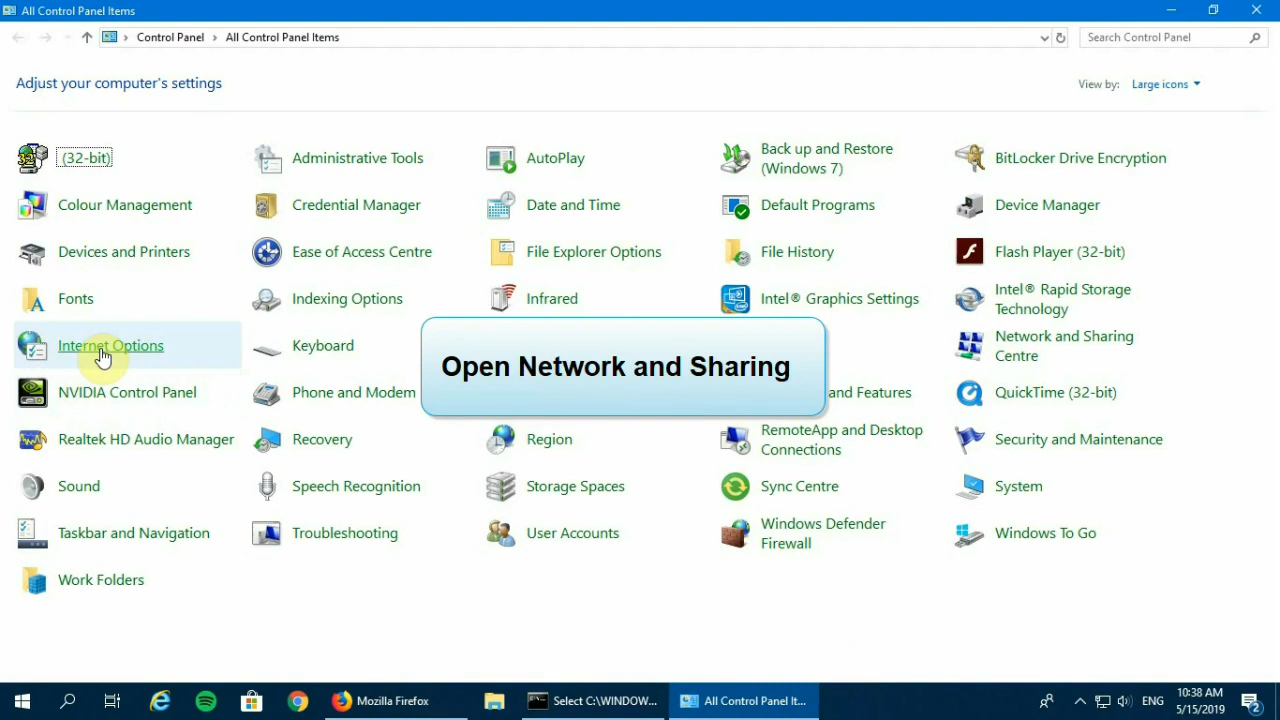 All Control Panel Items
Control Panel
All Control Panel Items
Search Control Panel
Adjust your computer's settings
View by:
Large icons
(32-bit)
Administrative Tools
AutoPlay
Back up and Restore
(Windows 7)
BitLocker Drive Encryption
Colour Management
Credential Manager
Date and Time
Default Programs
Device Manager
Devices and Printers
Ease of Access Centre
File Explorer Options
File History
Flash Player (32-bit)
Fonts
Indexing Options
Infrared
Intel® Graphics Settings
Intel® Rapid Storage
Technology
Internet Options
Keyboard
Open Network and Sharing
Network and Sharing
Centre
NVIDIA Control Panel
Phone and Modem
and Features
QuickTime (32-bit)
Realtek HD Audio Manager
Recovery
Region
RemoteApp and Desktop
Connections
Security and Maintenance
Sound
Speech Recognition
Storage Spaces
Sync Centre
System
Taskbar and Navigation
Troubleshooting
User Accounts
Windows Defender
Firewall
Windows To Go
Work Folders
Mozilla Firefox
Select C:\WINDOW...
All Control Panel It...
ENG
10:38 AM
5/15/2019
2